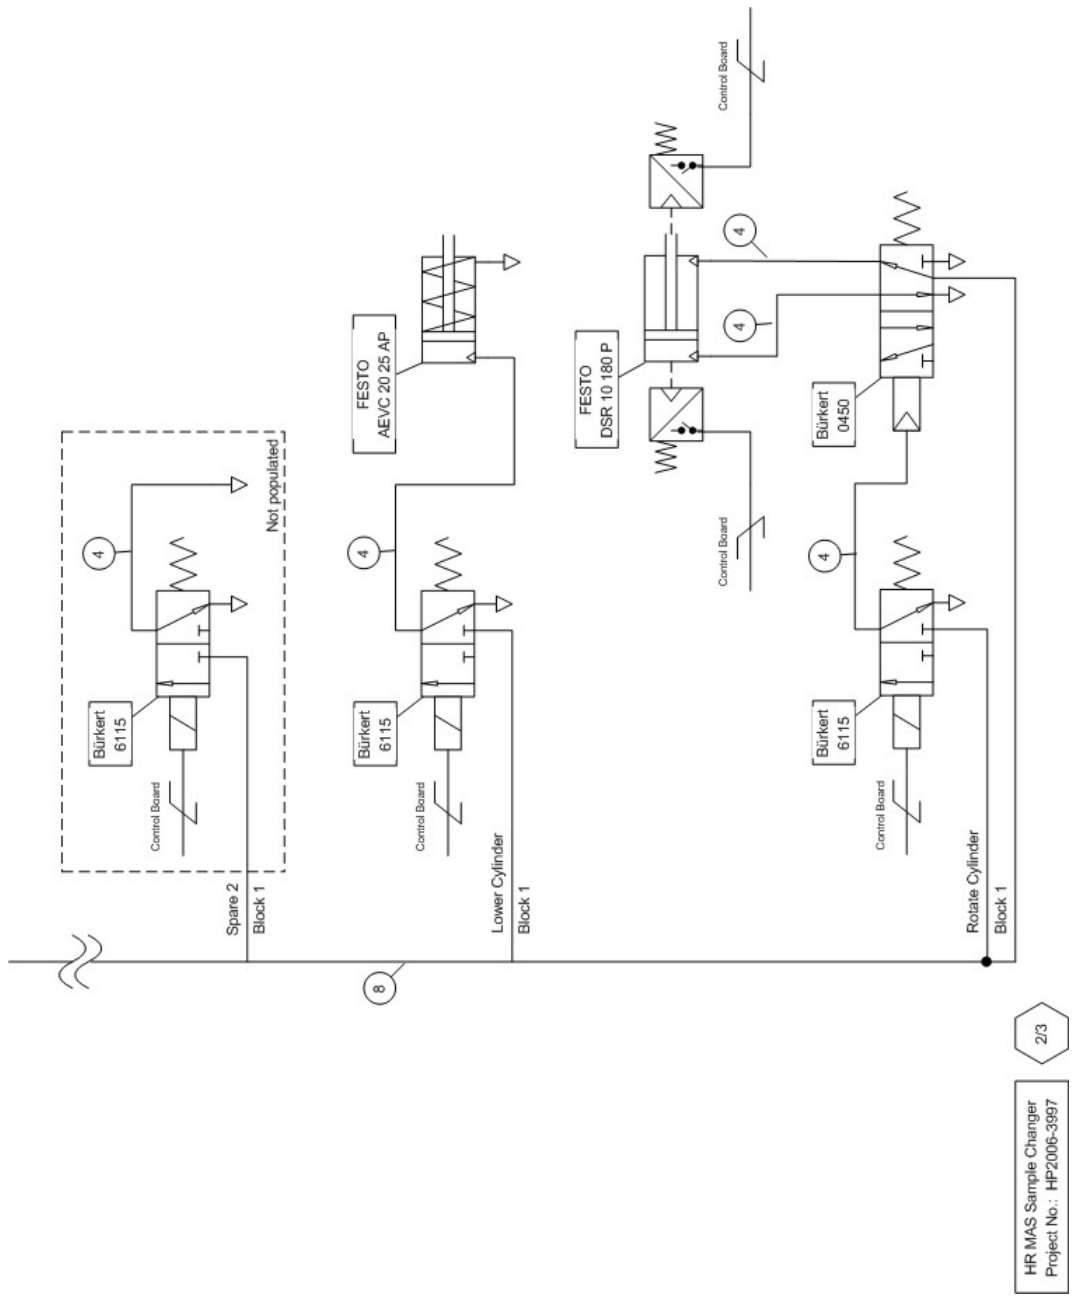 Spare 2
Block 1
Control Board
Bürkert
6115
4
Not populated
Lower Cylinder
Block 1
Control Board
Bürkert
6115
4
FESTO
AEVC 20 25 AP
8
FESTO
DSR 10 180 P
Control Board
Control Board
4
4
Bürkert
0450
Rotate Cylinder
Block 1
Control Board
Bürkert
6115
4
HR MAS Sample Changer
Project No.: HP2006-3997
2/3